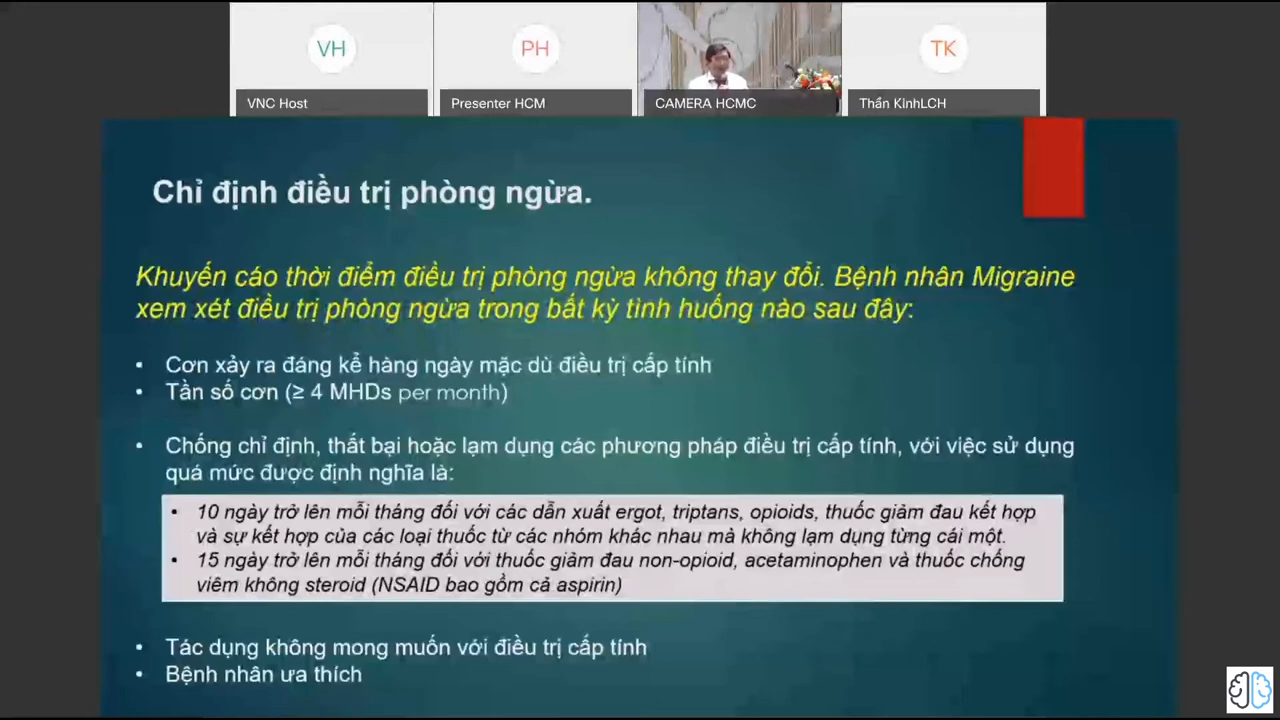 VH
PH
TK
VNC Host
Presenter HCM
CAMERA HCMC
Thần KinhLCH
Chỉ định điều trị phòng ngừa.
Khuyến cáo thời điểm điều trị phòng ngừa không thay đổi. Bệnh nhân Migraine
xem xét điều trị phòng ngừa trong bất kỳ tình huống nào sau đây:
• Cơn xảy ra đáng kể hàng ngày mặc dù điều trị cấp tính
• Tần số cơn (≥ 4 MHDs per month)
• Chống chỉ định, thất bại hoặc lạm dụng các phương pháp điều trị cấp tính, với việc sử dụng
quá mức được định nghĩa là:
• 10 ngày trở lên mỗi tháng đối với các dẫn xuất ergot, triptans, opioids, thuốc giảm đau kết hợp
và sự kết hợp của các loại thuốc từ các nhóm khác nhau mà không lạm dụng từng cái một.
• 15 ngày trở lên mỗi tháng đối với thuốc giảm đau non-opioid, acetaminophen và thuốc chống
viêm không steroid (NSAID bao gồm cả aspirin)
• Tác dụng không mong muốn với điều trị cấp tính
• Bệnh nhân ưa thích